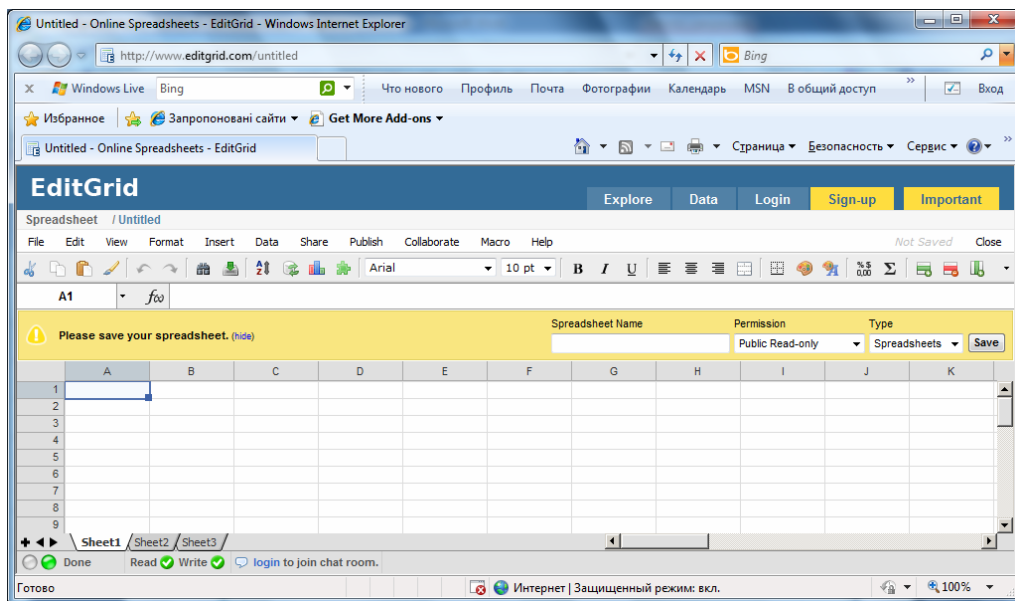 Untitled - Online Spreadsheets - EditGrid - Windows Internet Explorer
http://www.editgrid.com/untitled
Bing
x Windows Live Bing Что нового Профиль Почта Фотографии Календарь MSN В общий доступ » Вход
Избранное Запропоновані сайти Get More Add-ons
Untitled - Online Spreadsheets - EditGrid Страница Безопасность Сервис »
EditGrid
Explore Data Login Sign-up Important
Spreadsheet / Untitled
File Edit View Format Insert Data Share Publish Collaborate Macro Help Not Saved Close
Arial 10 pt B I U % $ 0,00 Σ
A1 fω
Spreadsheet Name Permission Type
Please save your spreadsheet. (hide) Public Read-only Spreadsheets Save
A B C D E F G H I J K
1
2
3
4
5
6
7
8
9
Sheet1 Sheet2 Sheet3
Done Read Write login to join chat room.
Готово Интернет | Защищенный режим: вкл. 100%